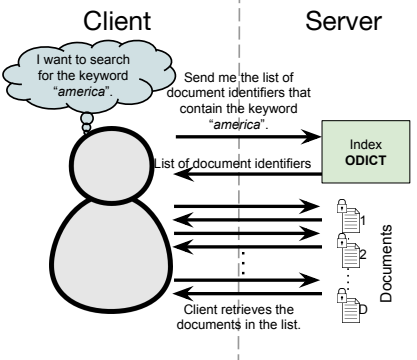 Client
Server
I want to search
for the keyword
“america”.
Send me the list of
document identifiers that
contain the keyword
“america”.
Index
ODICT
List of document identifiers
1
2
D
Documents
Client retrieves the
documents in the list.